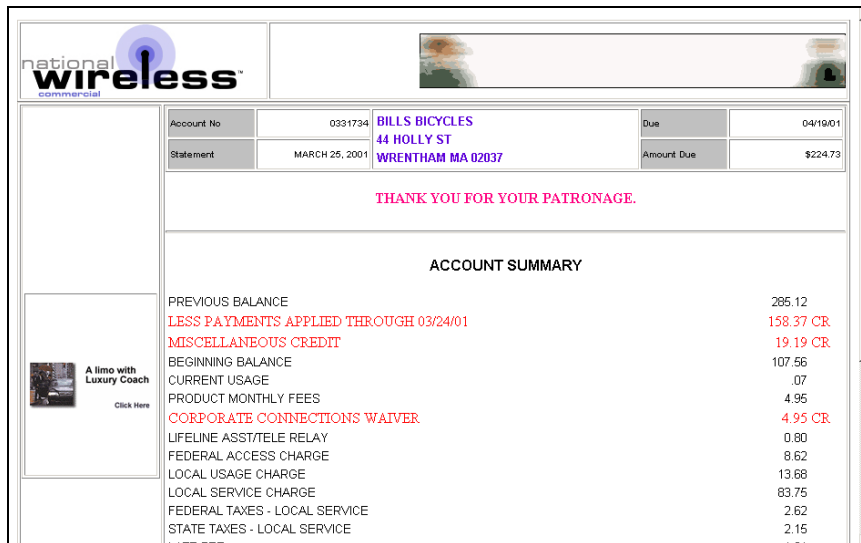 national
wireless™
commercial
Account No 0331734 BILLS BICYCLES Due 04/19/01
44 HOLLY ST
Statement MARCH 25, 2001 WRENTHAM MA 02037 Amount Due $224.73
THANK YOU FOR YOUR PATRONAGE.
ACCOUNT SUMMARY
PREVIOUS BALANCE 285.12
LESS PAYMENTS APPLIED THROUGH 03/24/01 158.37 CR
MISCELLANEOUS CREDIT 19.19 CR
BEGINNING BALANCE 107.56
CURRENT USAGE .07
PRODUCT MONTHLY FEES 4.95
CORPORATE CONNECTIONS WAIVER 4.95 CR
LIFELINE ASST/TELE RELAY 0.80
FEDERAL ACCESS CHARGE 8.62
LOCAL USAGE CHARGE 13.68
LOCAL SERVICE CHARGE 83.75
FEDERAL TAXES - LOCAL SERVICE 2.62
STATE TAXES - LOCAL SERVICE 2.15
A limo with
Luxury Coach
Click Here